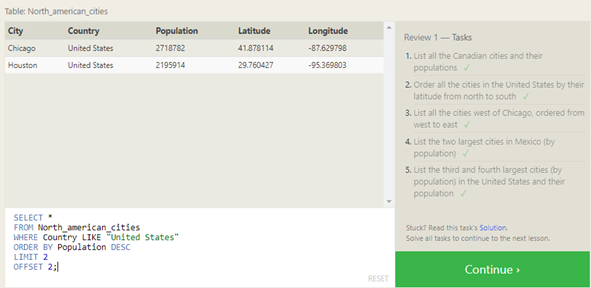 Table: North_american_cities
City Country Population Latitude Longitude
Chicago United States 2718782 41.878114 -87.629798
Houston United States 2195914 29.760427 -95.369803
SELECT *
FROM North_american_cities
WHERE Country LIKE "United States"
ORDER BY Population DESC
LIMIT 2
OFFSET 2;
RESET
Review 1 — Tasks
1. List all the Canadian cities and their
populations ✓
2. Order all the cities in the United States by their
latitude from north to south ✓
3. List all the cities west of Chicago, ordered from
west to east ✓
4. List the two largest cities in Mexico (by
population) ✓
5. List the third and fourth largest cities (by
population) in the United States and their
population ✓
Stuck? Read this task's Solution.
Solve all tasks to continue to the next lesson.
Continue ›